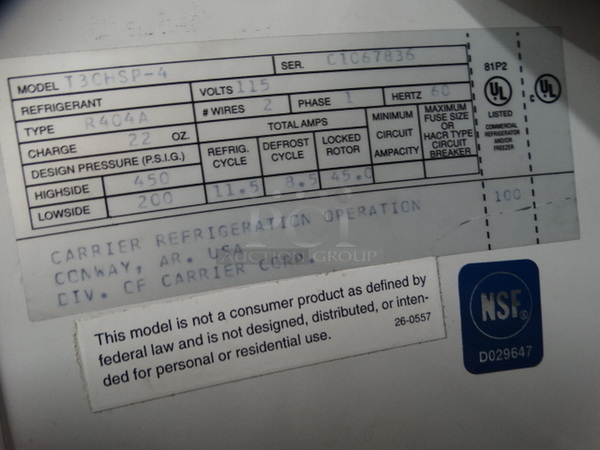 MODEL T3CHSP-4 SER. C1C67836
REFRIGERANT VOLTS 115
TYPE R404A # WIRES 2 PHASE 1 HERTZ 60
CHARGE 22 OZ. TOTAL AMPS
DESIGN PRESSURE (P.S.I.G.) REFRIG. CYCLE DEFROST CYCLE LOCKED ROTOR MINIMUM CIRCUIT AMPACITY MAXIMUM FUSE SIZE OR HACR TYPE CIRCUIT BREAKER
HIGHSIDE 450
LOWSIDE 200 11.5 8.5 45.0
81P2
UL
LISTED
COMMERCIAL
REFRIGERATOR
AND/OR
FREEZER
c UL
100
CARRIER REFRIGERATION OPERATION
CONWAY, AR. USA
DIV. OF CARRIER CORP.
AUCTION GROUP
This model is not a consumer product as defined by
federal law and is not designed, distributed, or inten-
ded for personal or residential use. 26-0557
NSF
D029647